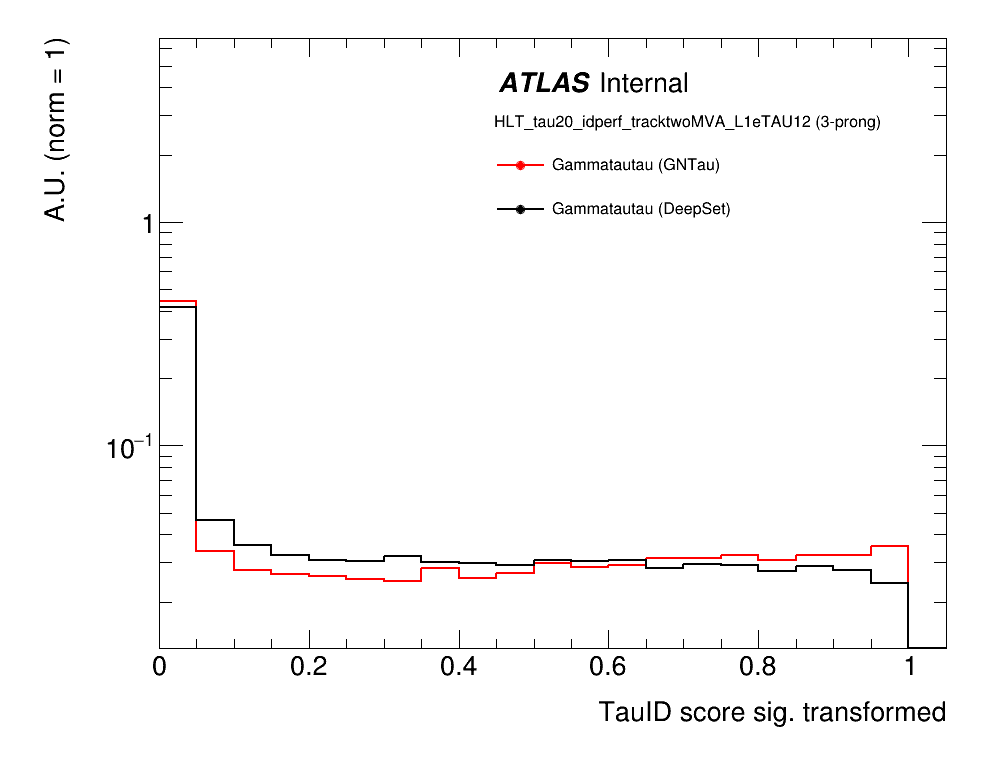 A.U. (norm = 1)
ATLAS Internal
HLT_tau20_idperf_tracktwoMVA_L1eTAU12 (3-prong)
Gammatautau (GNTau)
Gammatautau (DeepSet)
1
10⁻¹
0 0.2 0.4 0.6 0.8 1
TauID score sig. transformed